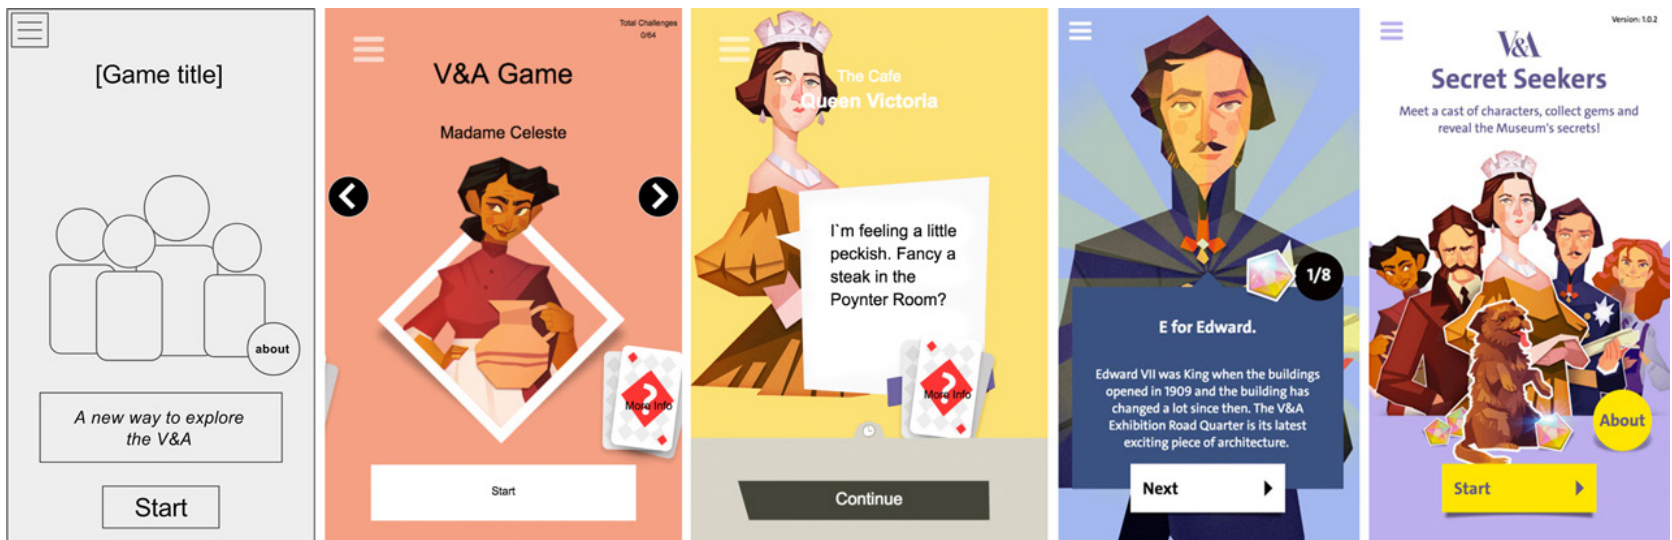 [Game title]
about
A new way to explore
the V&A
Start
Total Challenges
0/64
V&A Game
Madame Celeste
?
More Info
Start
The Cafe
Queen Victoria
I`m feeling a little
peckish. Fancy a
steak in the
Poynter Room?
?
More Info
Continue
1/8
E for Edward.
Edward VII was King when the buildings
opened in 1909 and the building has
changed a lot since then. The V&A
Exhibition Road Quarter is its latest
exciting piece of architecture.
Next
Version: 1.0.2
V&A
Secret Seekers
Meet a cast of characters, collect gems and
reveal the Museum's secrets!
About
Start